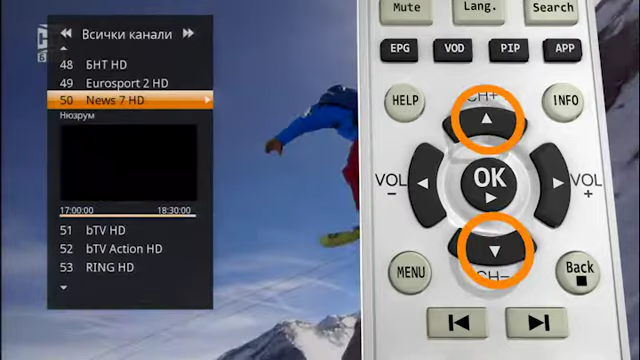 Всички канали
48 БНТ HD
49 Eurosport 2 HD
50 News 7 HD
Нюзрум
17:00:00 18:30:00
51 bTV HD
52 bTV Action HD
53 RING HD
Mute Lang. Search
EPG VOD PIP APP
HELP CH+ INFO
VOL - OK VOL +
MENU CH- Back